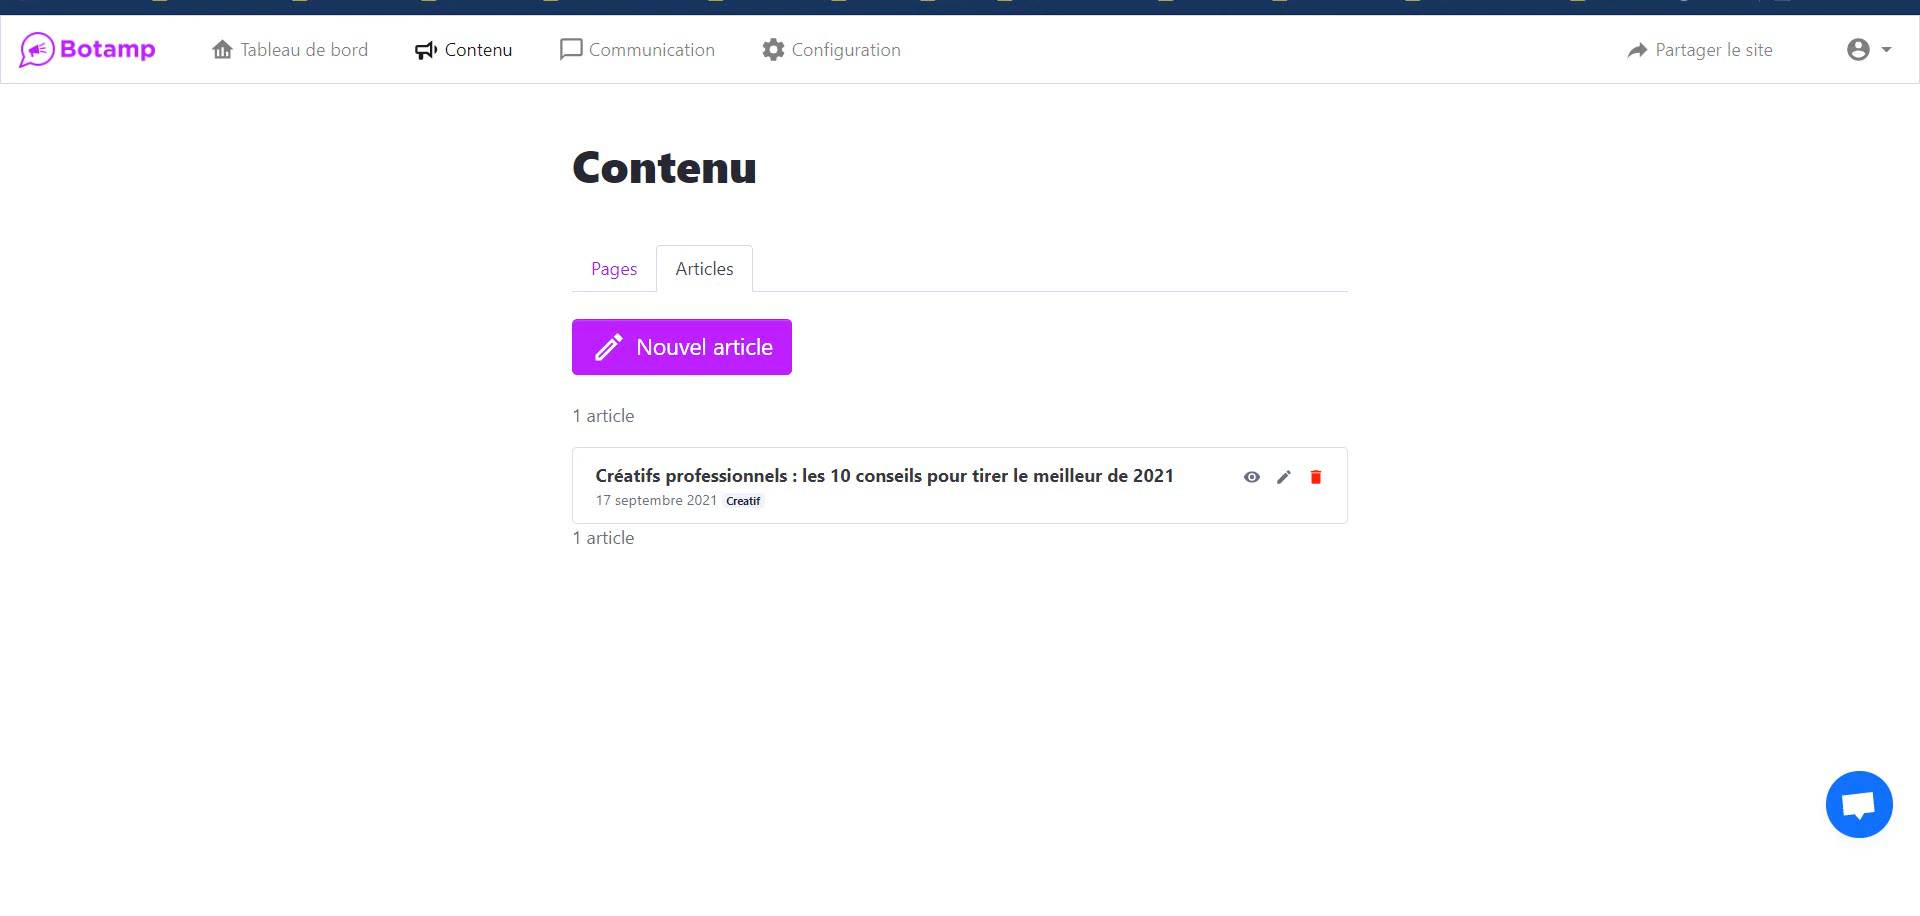 Botamp
Tableau de bord
Contenu
Communication
Configuration
Partager le site
Contenu
Pages
Articles
Nouvel article
1 article
Créatifs professionnels : les 10 conseils pour tirer le meilleur de 2021
17 septembre 2021 Creatif
1 article